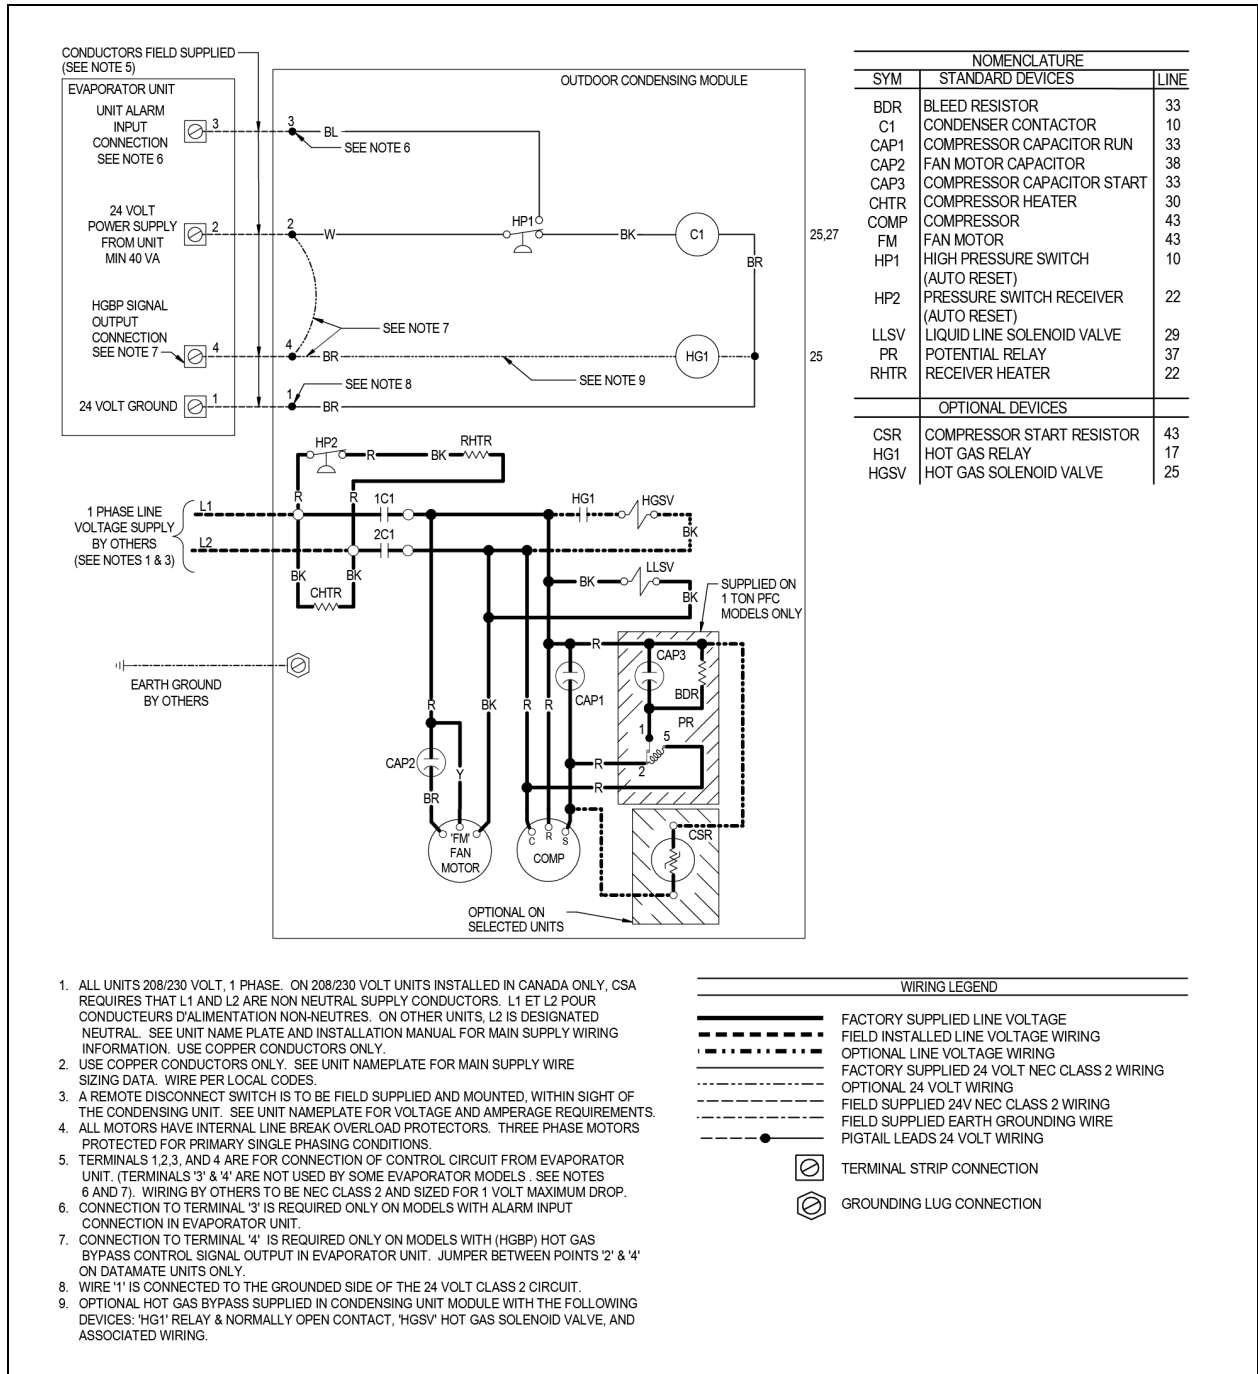 CONDUCTORS FIELD SUPPLIED
(SEE NOTE 5)
EVAPORATOR UNIT
UNIT ALARM
INPUT
CONNECTION
SEE NOTE 6
3
24 VOLT
POWER SUPPLY
FROM UNIT
MIN 40 VA
2
HGBP SIGNAL
OUTPUT
CONNECTION
SEE NOTE 7
4
24 VOLT GROUND
1
OUTDOOR CONDENSING MODULE
3
BL
SEE NOTE 6
2
W
HP1
BK
C1
25,27
BR
SEE NOTE 7
4
BR
HG1
25
SEE NOTE 9
SEE NOTE 8
1
BR
HP2
R
BK
RHTR
R
R
1C1
HG1
HGSV
L1
1 PHASE LINE
VOLTAGE SUPPLY
BY OTHERS
(SEE NOTES 1 & 3)
L2
2C1
BK
BK
BK
CHTR
BK
LLSV
BK
SUPPLIED ON
1 TON PFC
MODELS ONLY
R
CAP3
EARTH GROUND
BY OTHERS
CAP1
BDR
R
BK
R
R
PR
1
5
2
CAP2
Y
R
BR
R
'FM'
FAN
MOTOR
C
R
S
COMP
CSR
OPTIONAL ON
SELECTED UNITS
NOMENCLATURE
SYM STANDARD DEVICES LINE
BDR BLEED RESISTOR 33
C1 CONDENSER CONTACTOR 10
CAP1 COMPRESSOR CAPACITOR RUN 33
CAP2 FAN MOTOR CAPACITOR 38
CAP3 COMPRESSOR CAPACITOR START 33
CHTR COMPRESSOR HEATER 30
COMP COMPRESSOR 43
FM FAN MOTOR 43
HP1 HIGH PRESSURE SWITCH 10
(AUTO RESET)
HP2 PRESSURE SWITCH RECEIVER 22
(AUTO RESET)
LLSV LIQUID LINE SOLENOID VALVE 29
PR POTENTIAL RELAY 37
RHTR RECEIVER HEATER 22
OPTIONAL DEVICES
CSR COMPRESSOR START RESISTOR 43
HG1 HOT GAS RELAY 17
HGSV HOT GAS SOLENOID VALVE 25
1. ALL UNITS 208/230 VOLT, 1 PHASE. ON 208/230 VOLT UNITS INSTALLED IN CANADA ONLY, CSA
REQUIRES THAT L1 AND L2 ARE NON NEUTRAL SUPPLY CONDUCTORS. L1 ET L2 POUR
CONDUCTEURS D'ALIMENTATION NON-NEUTRES. ON OTHER UNITS, L2 IS DESIGNATED
NEUTRAL. SEE UNIT NAME PLATE AND INSTALLATION MANUAL FOR MAIN SUPPLY WIRING
INFORMATION. USE COPPER CONDUCTORS ONLY.
2. USE COPPER CONDUCTORS ONLY. SEE UNIT NAMEPLATE FOR MAIN SUPPLY WIRE
SIZING DATA. WIRE PER LOCAL CODES.
3. A REMOTE DISCONNECT SWITCH IS TO BE FIELD SUPPLIED AND MOUNTED, WITHIN SIGHT OF
THE CONDENSING UNIT. SEE UNIT NAMEPLATE FOR VOLTAGE AND AMPERAGE REQUIREMENTS.
4. ALL MOTORS HAVE INTERNAL LINE BREAK OVERLOAD PROTECTORS. THREE PHASE MOTORS
PROTECTED FOR PRIMARY SINGLE PHASING CONDITIONS.
5. TERMINALS 1,2,3, AND 4 ARE FOR CONNECTION OF CONTROL CIRCUIT FROM EVAPORATOR
UNIT. (TERMINALS '3' & '4' ARE NOT USED BY SOME EVAPORATOR MODELS . SEE NOTES
6 AND 7). WIRING BY OTHERS TO BE NEC CLASS 2 AND SIZED FOR 1 VOLT MAXIMUM DROP.
6. CONNECTION TO TERMINAL '3' IS REQUIRED ONLY ON MODELS WITH ALARM INPUT
CONNECTION IN EVAPORATOR UNIT.
7. CONNECTION TO TERMINAL '4' IS REQUIRED ONLY ON MODELS WITH (HGBP) HOT GAS
BYPASS CONTROL SIGNAL OUTPUT IN EVAPORATOR UNIT. JUMPER BETWEEN POINTS '2' & '4'
ON DATAMATE UNITS ONLY.
8. WIRE '1' IS CONNECTED TO THE GROUNDED SIDE OF THE 24 VOLT CLASS 2 CIRCUIT.
9. OPTIONAL HOT GAS BYPASS SUPPLIED IN CONDENSING UNIT MODULE WITH THE FOLLOWING
DEVICES: 'HG1' RELAY & NORMALLY OPEN CONTACT, 'HGSV' HOT GAS SOLENOID VALVE, AND
ASSOCIATED WIRING.
WIRING LEGEND
FACTORY SUPPLIED LINE VOLTAGE
FIELD INSTALLED LINE VOLTAGE WIRING
OPTIONAL LINE VOLTAGE WIRING
FACTORY SUPPLIED 24 VOLT NEC CLASS 2 WIRING
OPTIONAL 24 VOLT WIRING
FIELD SUPPLIED 24V NEC CLASS 2 WIRING
FIELD SUPPLIED EARTH GROUNDING WIRE
PIGTAIL LEADS 24 VOLT WIRING
TERMINAL STRIP CONNECTION
GROUNDING LUG CONNECTION